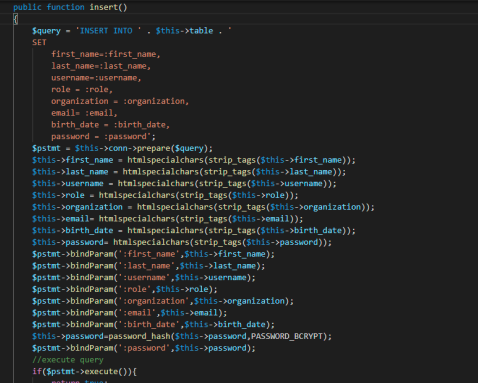 public function insert()
{
$query = 'INSERT INTO ' . $this->table . '
SET
first_name=:first_name,
last_name=:last_name,
username=:username,
role = :role,
organization = :organization,
email= :email,
birth_date = :birth_date,
password = :password';
$pstmt = $this->conn->prepare($query);
$this->first_name = htmlspecialchars(strip_tags($this->first_name));
$this->last_name = htmlspecialchars(strip_tags($this->last_name));
$this->username = htmlspecialchars(strip_tags($this->username));
$this->role = htmlspecialchars(strip_tags($this->role));
$this->organization = htmlspecialchars(strip_tags($this->organization));
$this->email= htmlspecialchars(strip_tags($this->email));
$this->birth_date = htmlspecialchars(strip_tags($this->birth_date));
$this->password= htmlspecialchars(strip_tags($this->password));
$pstmt->bindParam(':first_name',$this->first_name);
$pstmt->bindParam(':last_name',$this->last_name);
$pstmt->bindParam(':username',$this->username);
$pstmt->bindParam(':role',$this->role);
$pstmt->bindParam(':organization',$this->organization);
$pstmt->bindParam(':email',$this->email);
$pstmt->bindParam(':birth_date',$this->birth_date);
$this->password=password_hash($this->password,PASSWORD_BCRYPT);
$pstmt->bindParam(':password',$this->password);
//execute query
if($pstmt->execute()){
return true;